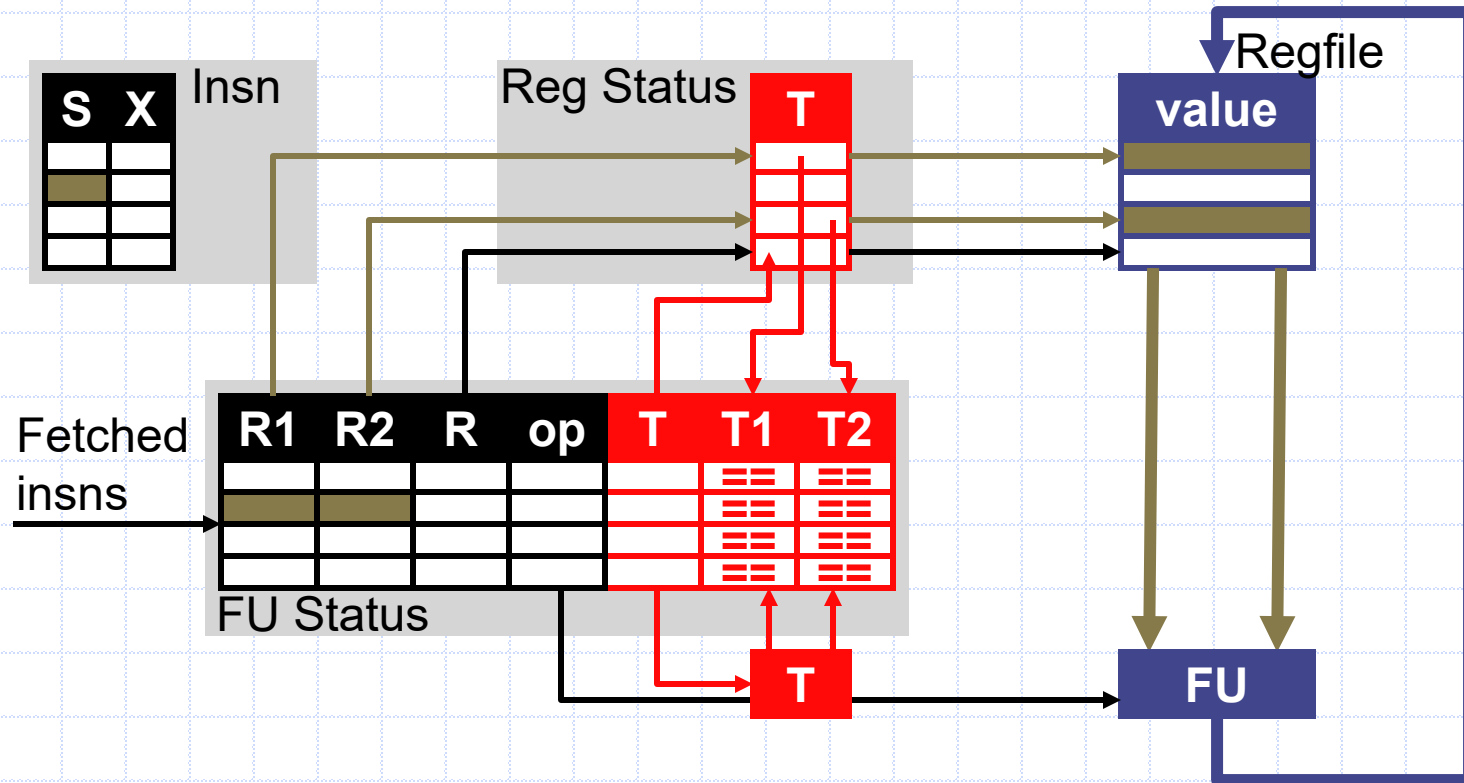 Insn
S X
Reg Status
T
Regfile
value
Fetched
insns
R1 R2 R op T T1 T2
== ==
== ==
== ==
== ==
FU Status
T
FU